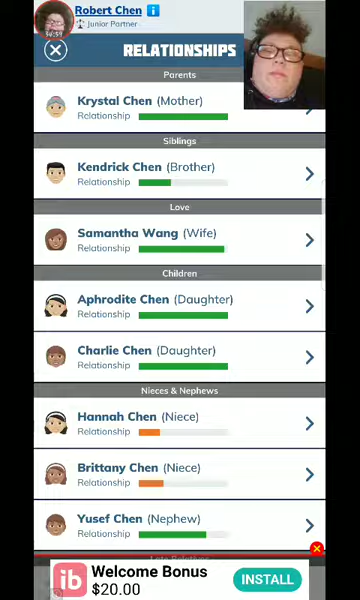 Robert Chen i
Junior Partner
RELATIONSHIPS
Parents
Krystal Chen (Mother)
Relationship
Siblings
Kendrick Chen (Brother)
Relationship
Love
Samantha Wang (Wife)
Relationship
Children
Aphrodite Chen (Daughter)
Relationship
Charlie Chen (Daughter)
Relationship
Nieces & Nephews
Hannah Chen (Niece)
Relationship
Brittany Chen (Niece)
Relationship
Yusef Chen (Nephew)
Relationship
Late Relatives
ib
Welcome Bonus
$20.00
INSTALL